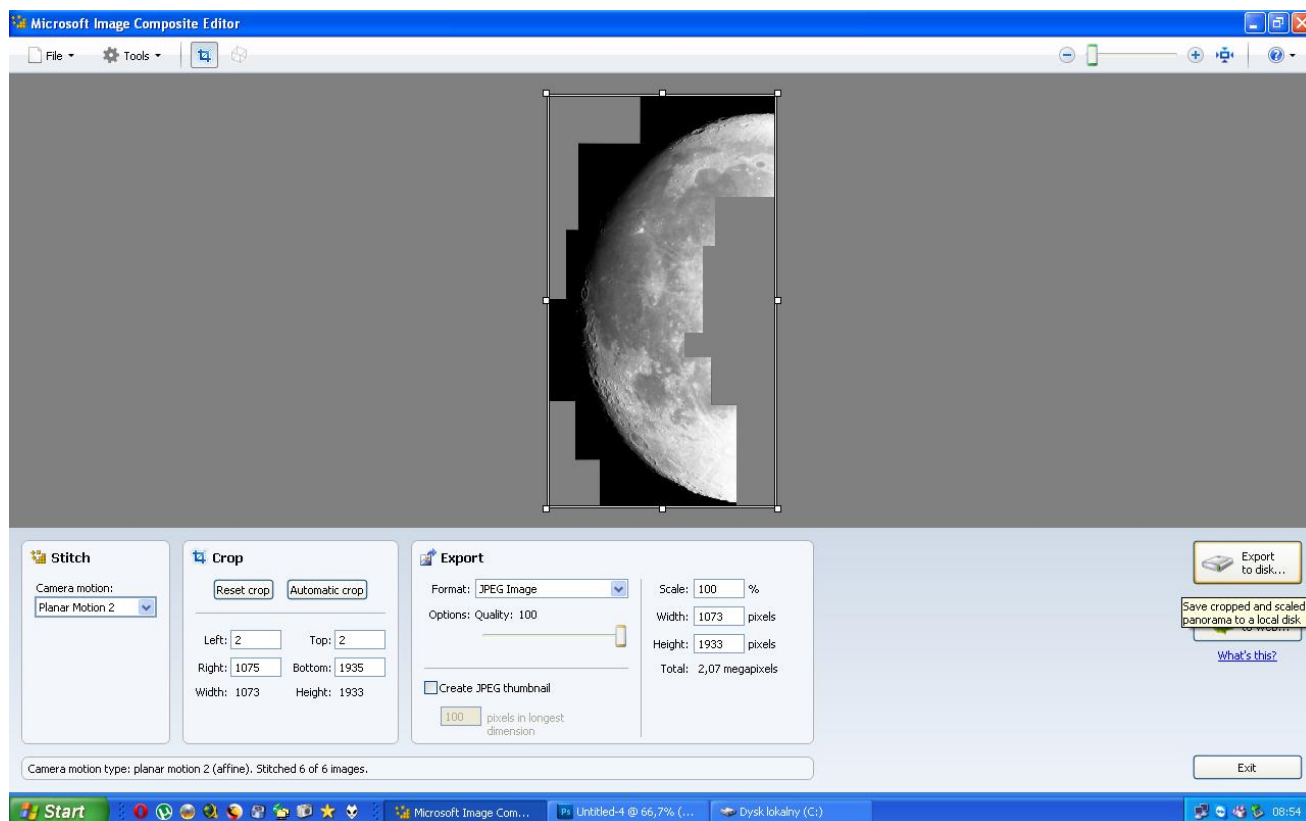 Microsoft Image Composite Editor
File Tools
Stitch
Camera motion:
Planar Motion 2
Crop
Reset crop Automatic crop
Left: 2 Top: 2
Right: 1075 Bottom: 1935
Width: 1073 Height: 1933
Export
Format: JPEG Image
Options: Quality: 100
Create JPEG thumbnail
100 pixels in longest
dimension
Scale: 100 %
Width: 1073 pixels
Height: 1933 pixels
Total: 2,07 megapixels
Export
to disk...
Save cropped and scaled
panorama to a local disk
to web...
What's this?
Camera motion type: planar motion 2 (affine). Stitched 6 of 6 images.
Exit
Start Microsoft Image Com... Ps Untitled-4 @ 66,7% (... Dysk lokalny (C:) 08:54